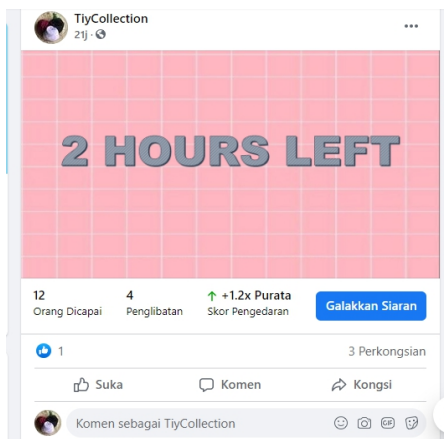 TiyCollection
21j
2 HOURS LEFT
12
4
+1.2x Purata
Orang Dicapai
Penglibatan
Skor Pengedaran
Galakkan Siaran
1
3 Perkongsian
Suka
Komen
Kongsi
Komen sebagai TiyCollection
GIF